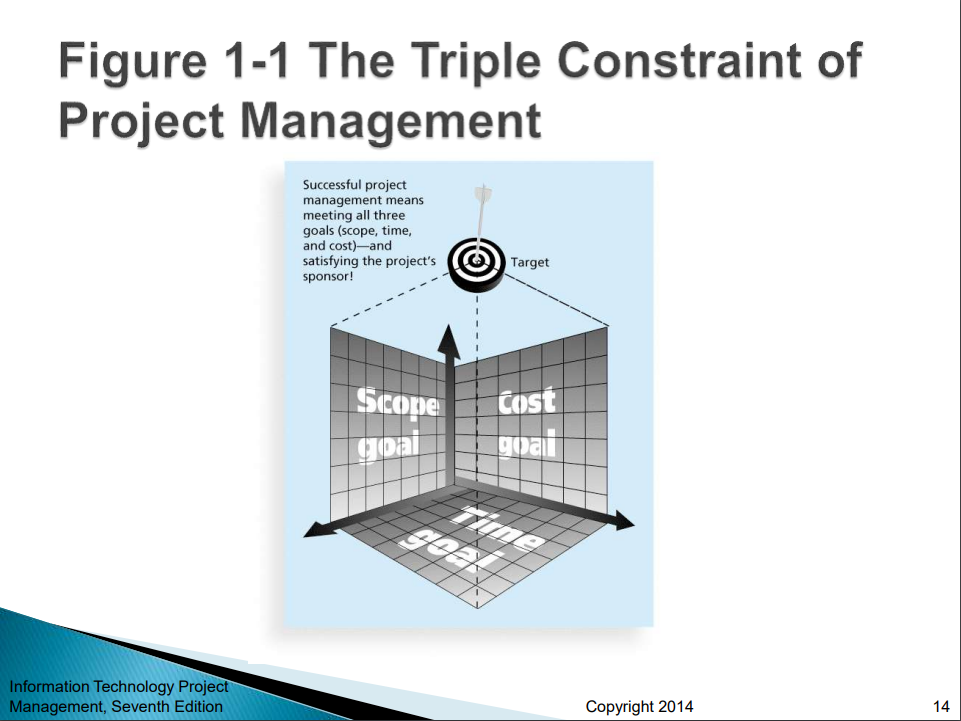 Figure 1-1 The Triple Constraint of
Project Management
Successful project
management means
meeting all three
goals (scope, time,
and cost)—and
satisfying the project's
sponsor!
Target
Scope
goal
Cost
goal
Time
goal
Information Technology Project
Management, Seventh Edition
Copyright 2014
14